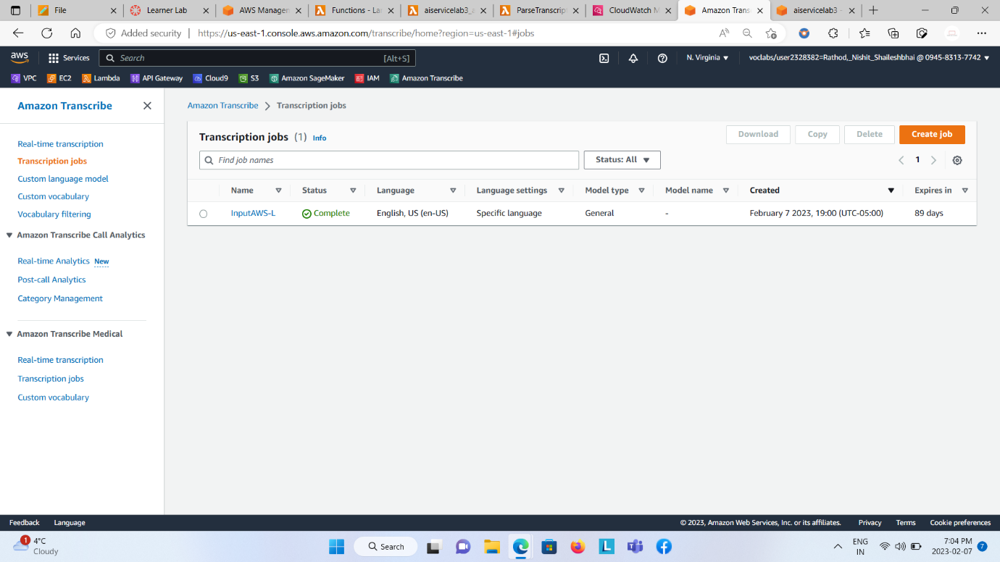 File
Learner Lab
AWS Manager
Functions - La
aiservicelab3_a
ParseTranscrip
CloudWatch M
Amazon Trans
aiservicelab3 -
Added security
https://us-east-1.console.aws.amazon.com/transcribe/home?region=us-east-1#jobs
aws
Services
Search
[Alt+S]
N. Virginia
voclabs/user2328382=Rathod,_Nishit_Shaileshbhai @ 0945-8313-7742
VPC
EC2
Lambda
API Gateway
Cloud9
S3
Amazon SageMaker
IAM
Amazon Transcribe
Amazon Transcribe
Real-time transcription
Transcription jobs
Custom language model
Custom vocabulary
Vocabulary filtering
Amazon Transcribe Call Analytics
Real-time Analytics New
Post-call Analytics
Category Management
Amazon Transcribe Medical
Real-time transcription
Transcription jobs
Custom vocabulary
Amazon Transcribe
Transcription jobs
Transcription jobs (1) Info
Download
Copy
Delete
Create job
Find job names
Status: All
1
Name
Status
Language
Language settings
Model type
Model name
Created
Expires in
InputAWS-L
Complete
English, US (en-US)
Specific language
General
-
February 7 2023, 19:00 (UTC-05:00)
89 days
Feedback
Language
© 2023, Amazon Web Services, Inc. or its affiliates.
Privacy
Terms
Cookie preferences
1
4°C
Cloudy
Search
ENG
IN
7:04 PM
2023-02-07
7